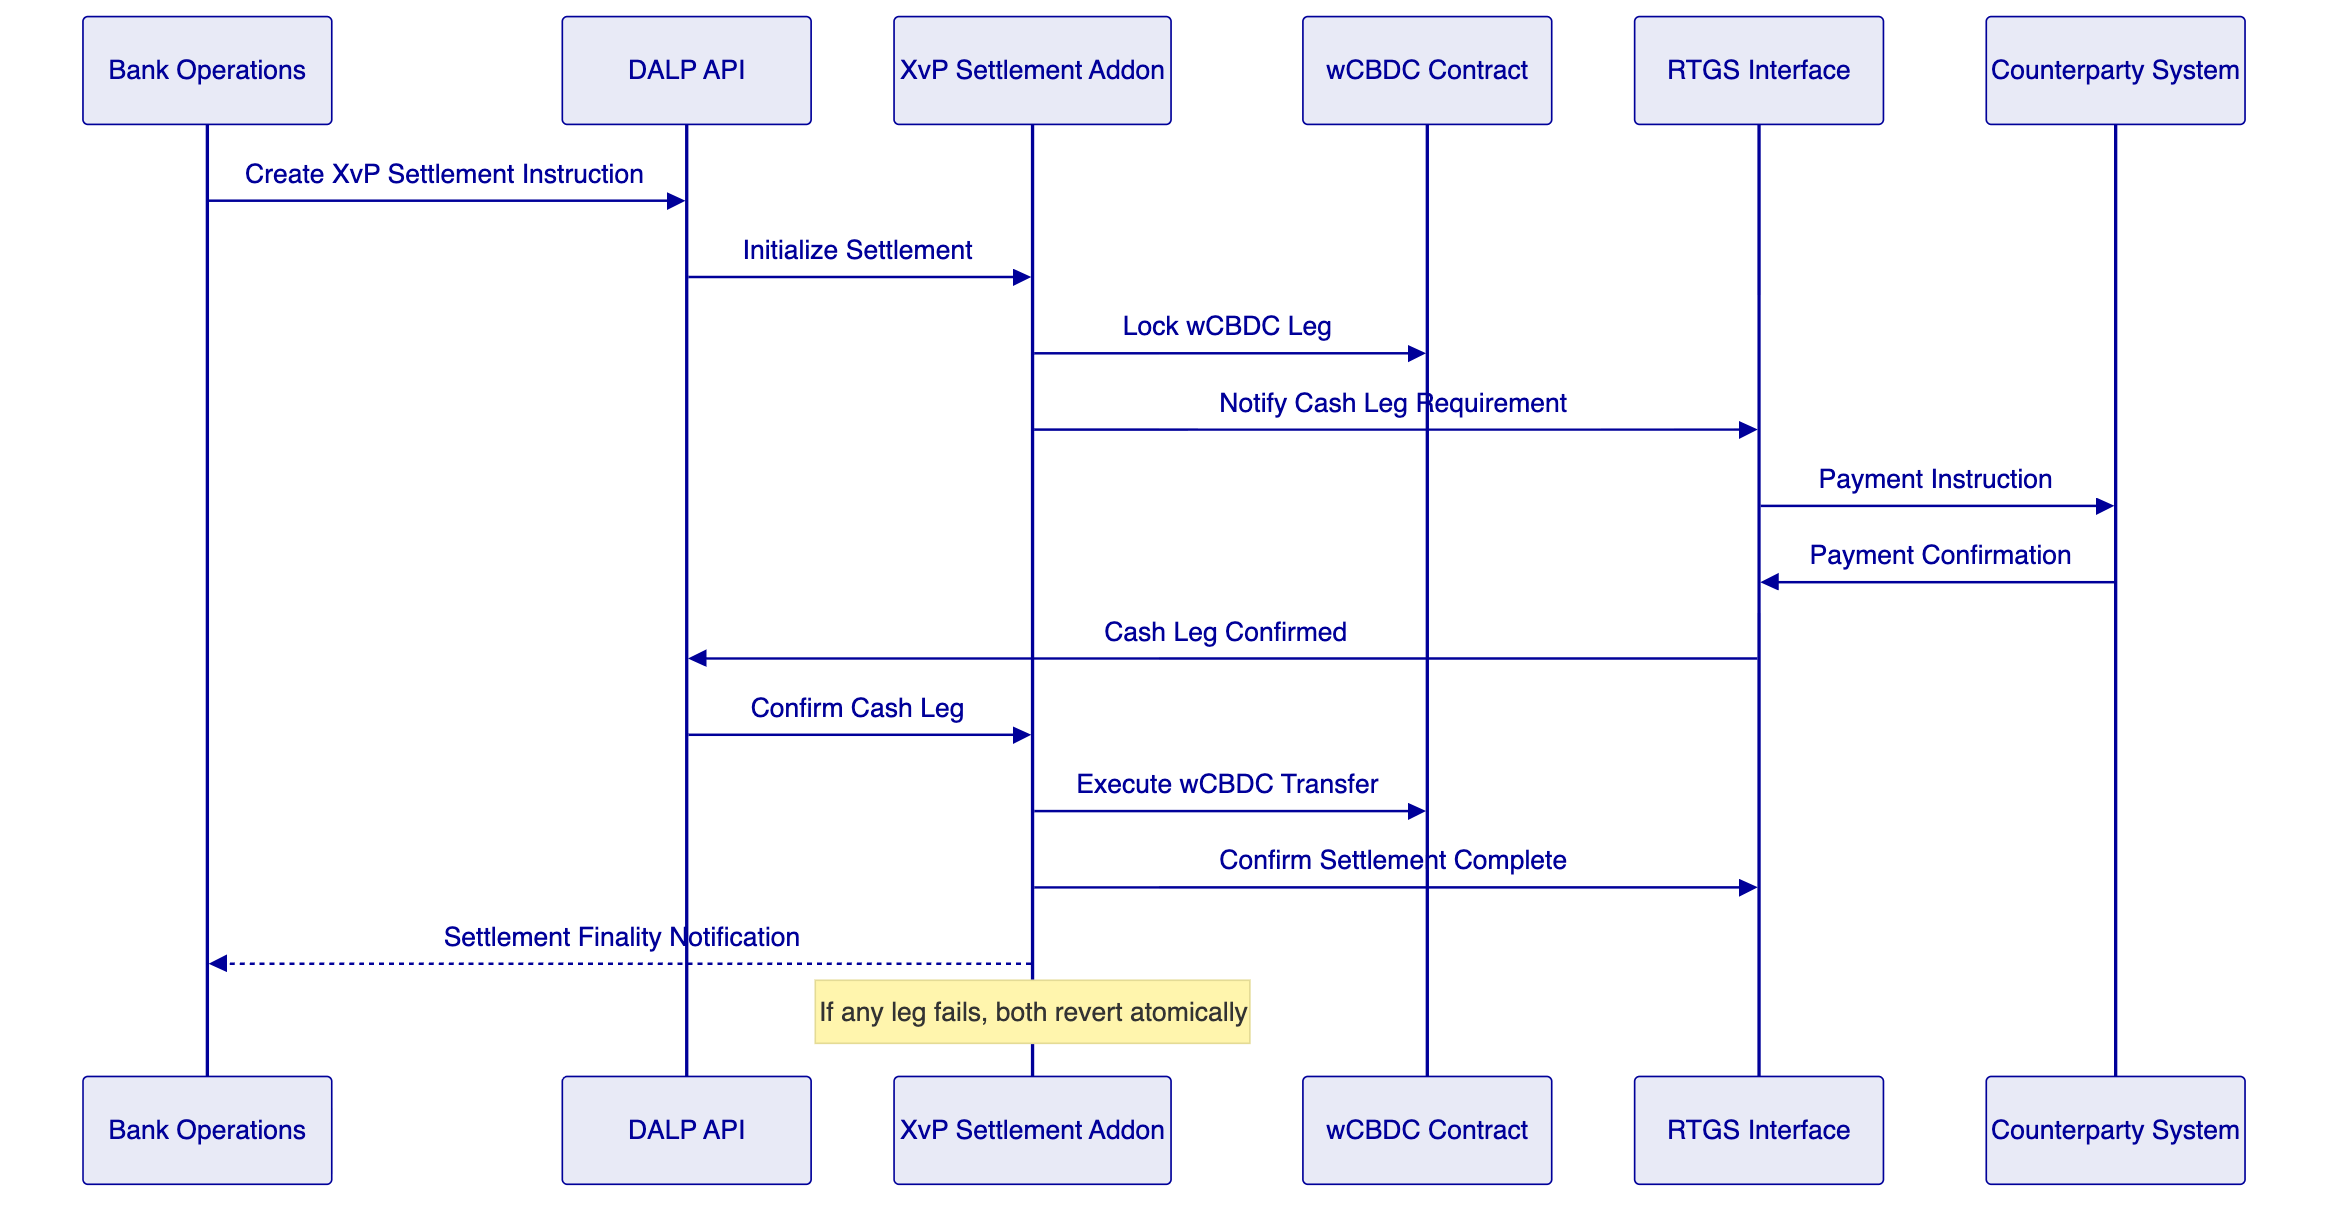 Bank Operations
DALP API
XvP Settlement Addon
wCBDC Contract
RTGS Interface
Counterparty System
Create XvP Settlement Instruction
Initialize Settlement
Lock wCBDC Leg
Notify Cash Leg Requirement
Payment Instruction
Payment Confirmation
Cash Leg Confirmed
Confirm Cash Leg
Execute wCBDC Transfer
Confirm Settlement Complete
Settlement Finality Notification
If any leg fails, both revert atomically
Bank Operations
DALP API
XvP Settlement Addon
wCBDC Contract
RTGS Interface
Counterparty System